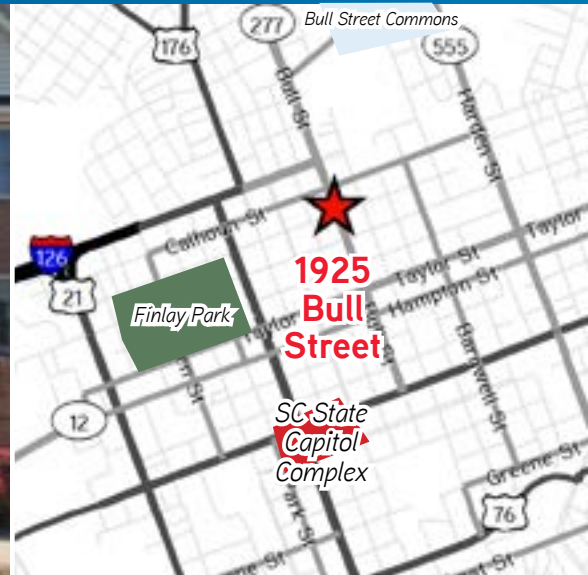 277
Bull Street Commons
176
555
Bull St
Harden St
Calhoun St
126
21
1925
Bull
Street
Taylor St
Taylor
Hampton St
Finlay Park
Taylor
Barnwell St
12
SC State
Capitol
Complex
Greene St
76
Park St